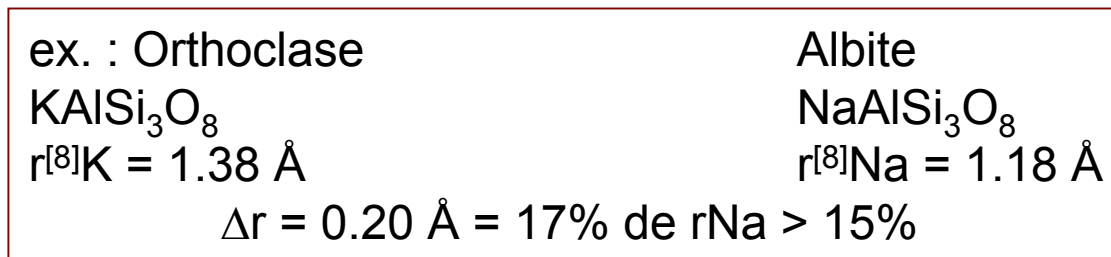 ex. : Orthoclase Albite
KAlSi₃O₈ NaAlSi₃O₈
r[8]K = 1.38 Å r[8]Na = 1.18 Å
Δr = 0.20 Å = 17% de rNa > 15%